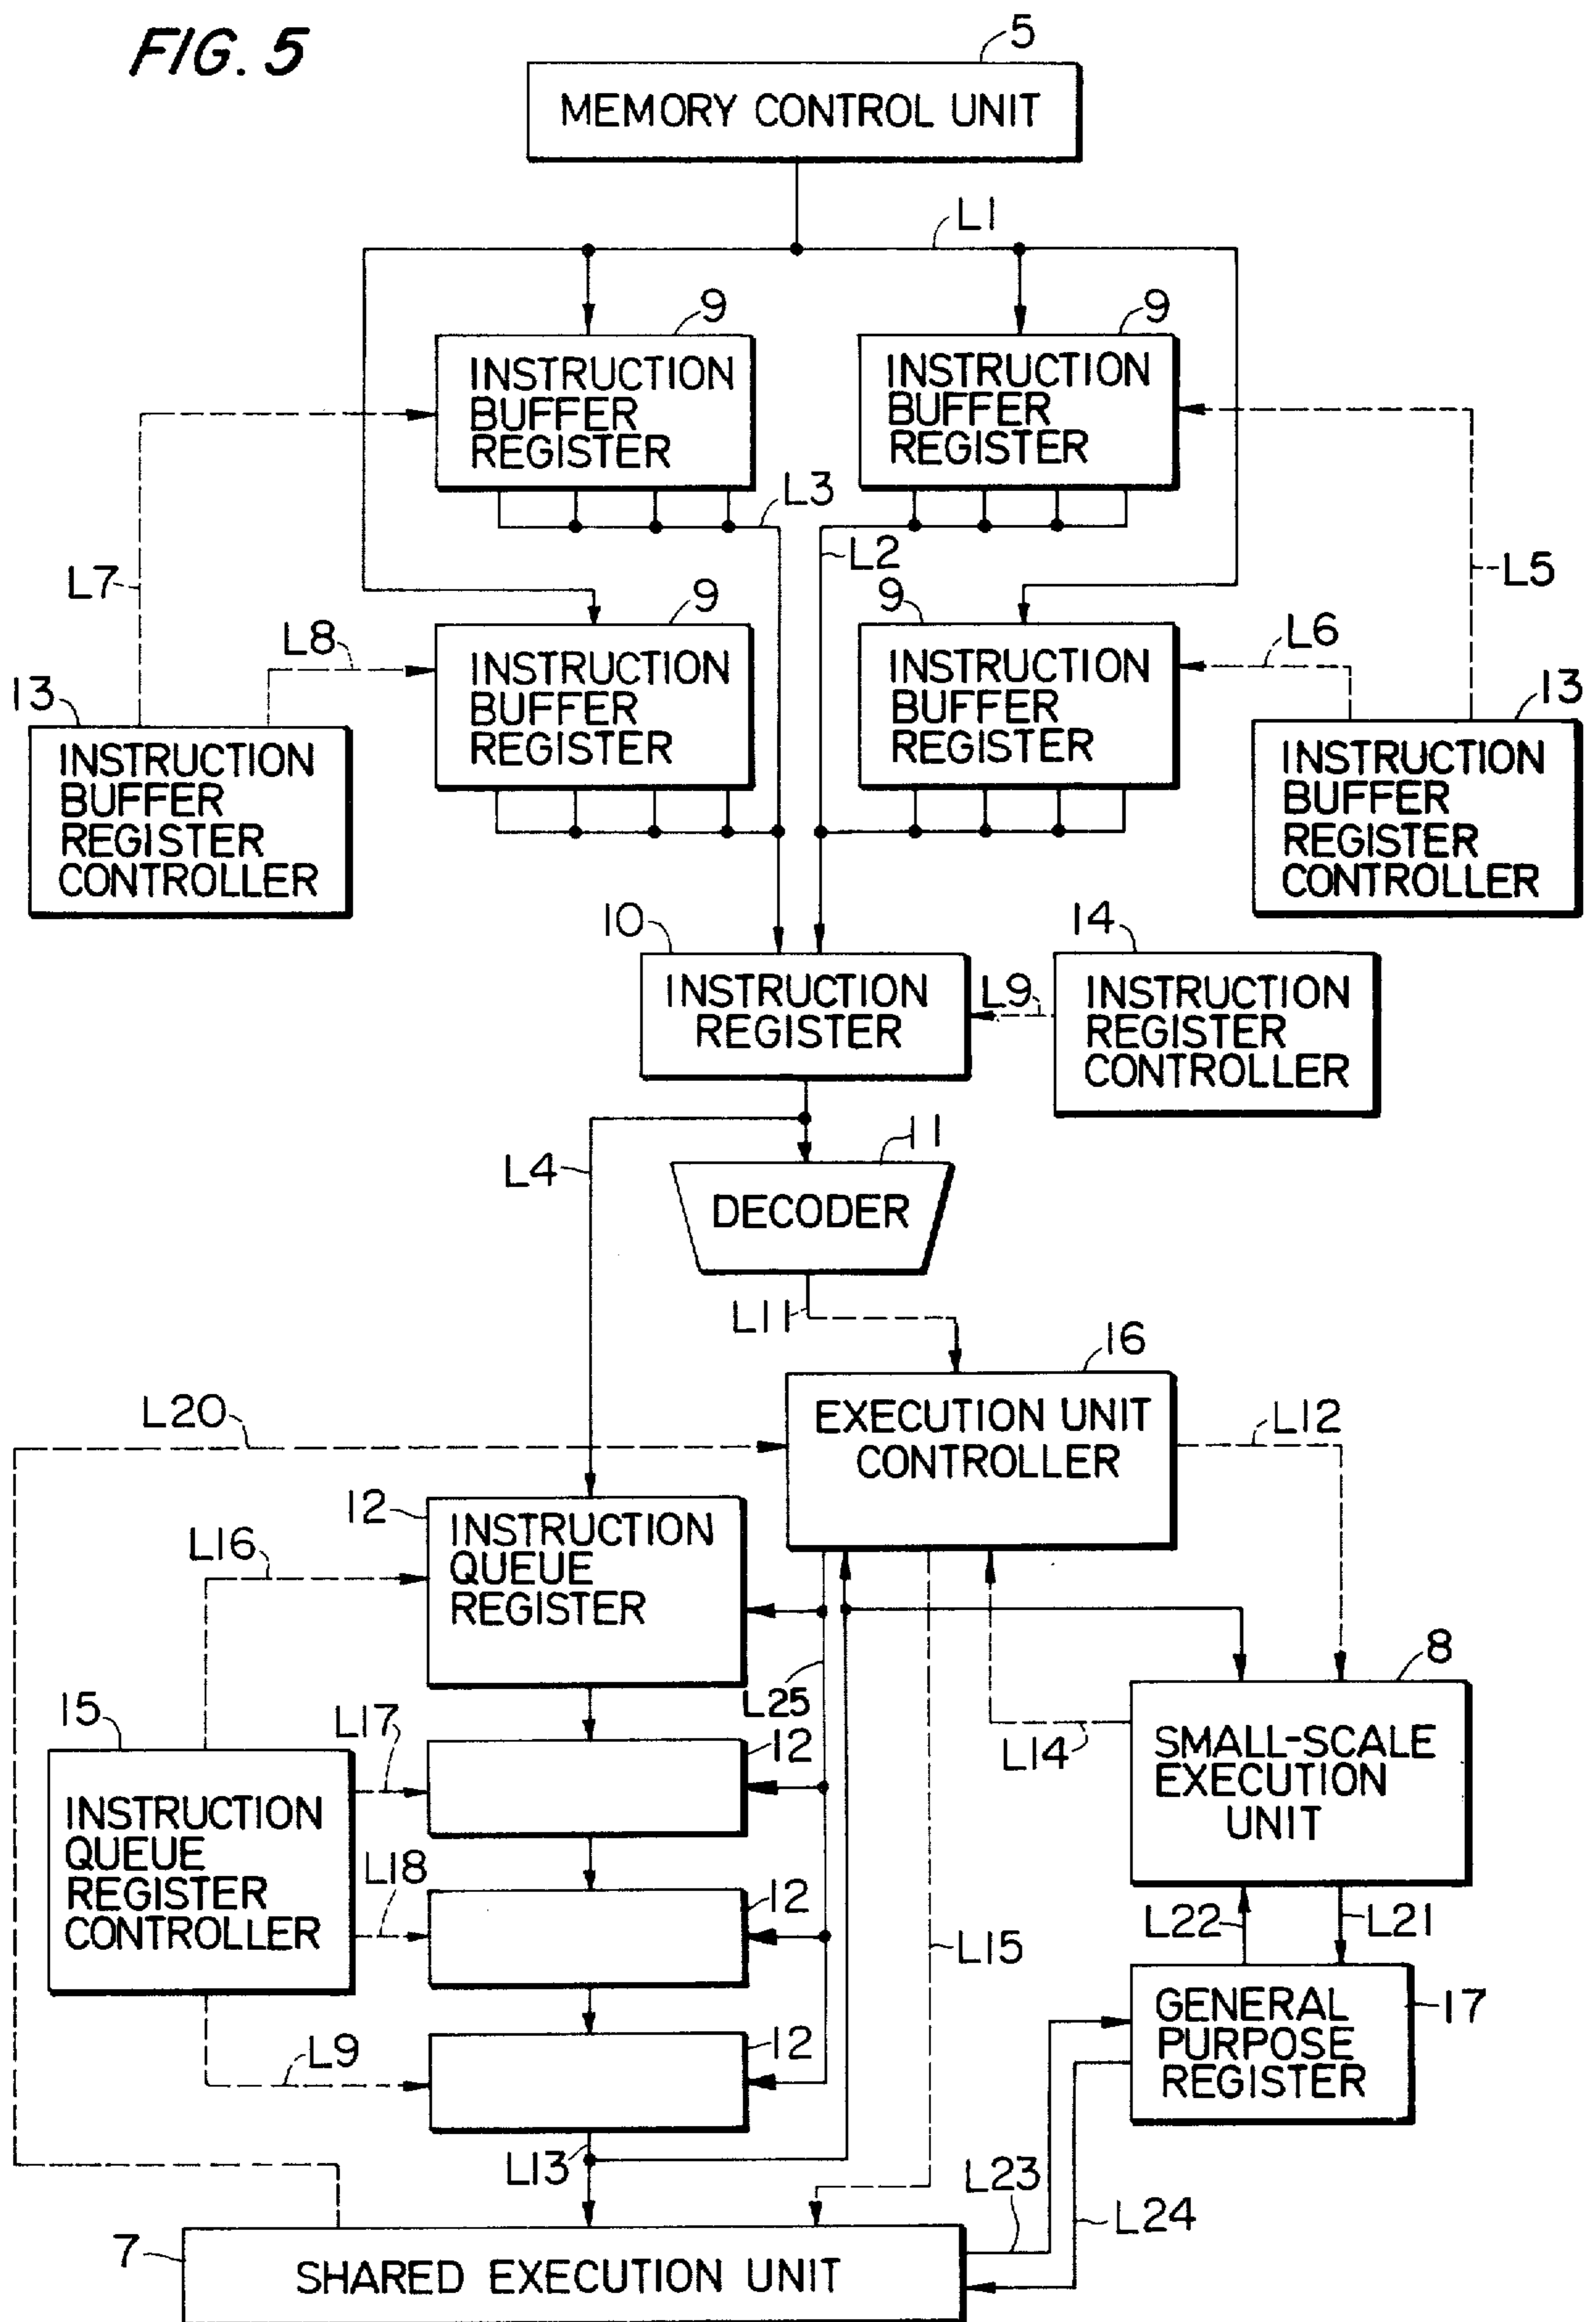 FIG. 5
5
MEMORY CONTROL UNIT
L1
9
INSTRUCTION
BUFFER
REGISTER
9
INSTRUCTION
BUFFER
REGISTER
L3
L2
L7
L5
9
INSTRUCTION
BUFFER
REGISTER
9
INSTRUCTION
BUFFER
REGISTER
L8
L6
13
INSTRUCTION
BUFFER
REGISTER
CONTROLLER
13
INSTRUCTION
BUFFER
REGISTER
CONTROLLER
10
INSTRUCTION
REGISTER
L9
14
INSTRUCTION
REGISTER
CONTROLLER
L4
11
DECODER
L11
16
EXECUTION UNIT
CONTROLLER
L20
L12
12
INSTRUCTION
QUEUE
REGISTER
L16
L25
8
SMALL-SCALE
EXECUTION
UNIT
L14
15
INSTRUCTION
QUEUE
REGISTER
CONTROLLER
L17
12
L18
12
L15
L22
L21
GENERAL
PURPOSE
REGISTER
17
L9
12
L13
L23
L24
7
SHARED EXECUTION UNIT